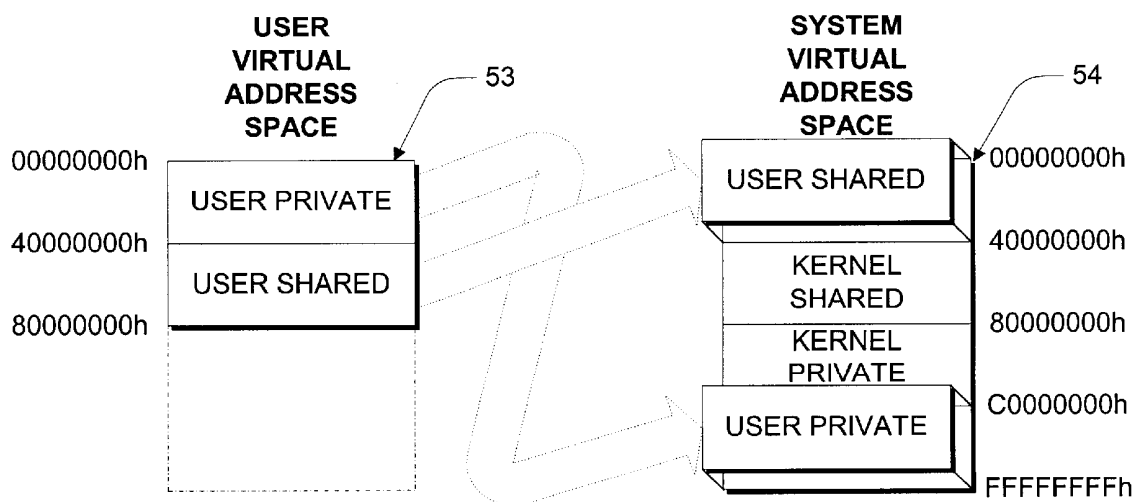 USER
VIRTUAL
ADDRESS
SPACE
53
00000000h
USER PRIVATE
40000000h
USER SHARED
80000000h
SYSTEM
VIRTUAL
ADDRESS
SPACE
54
USER SHARED
00000000h
40000000h
KERNEL
SHARED
80000000h
KERNEL
PRIVATE
C0000000h
USER PRIVATE
FFFFFFFFh